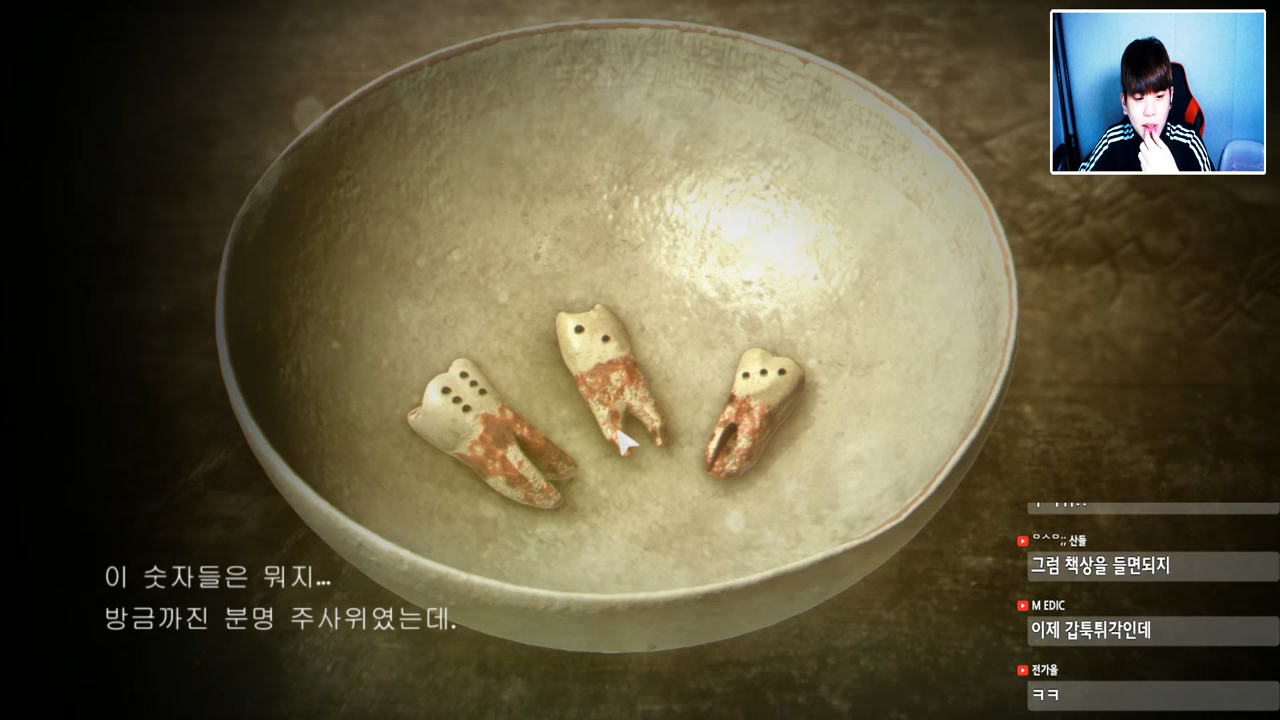 이 숫자들은 뭐지...
방금까진 분명 주사위였는데.
ㅇㅅㅇ;; 산들
그럼 책상을 들면되지
M EDIC
이제 갑툭튀각인데
전가을
ㅋㅋ